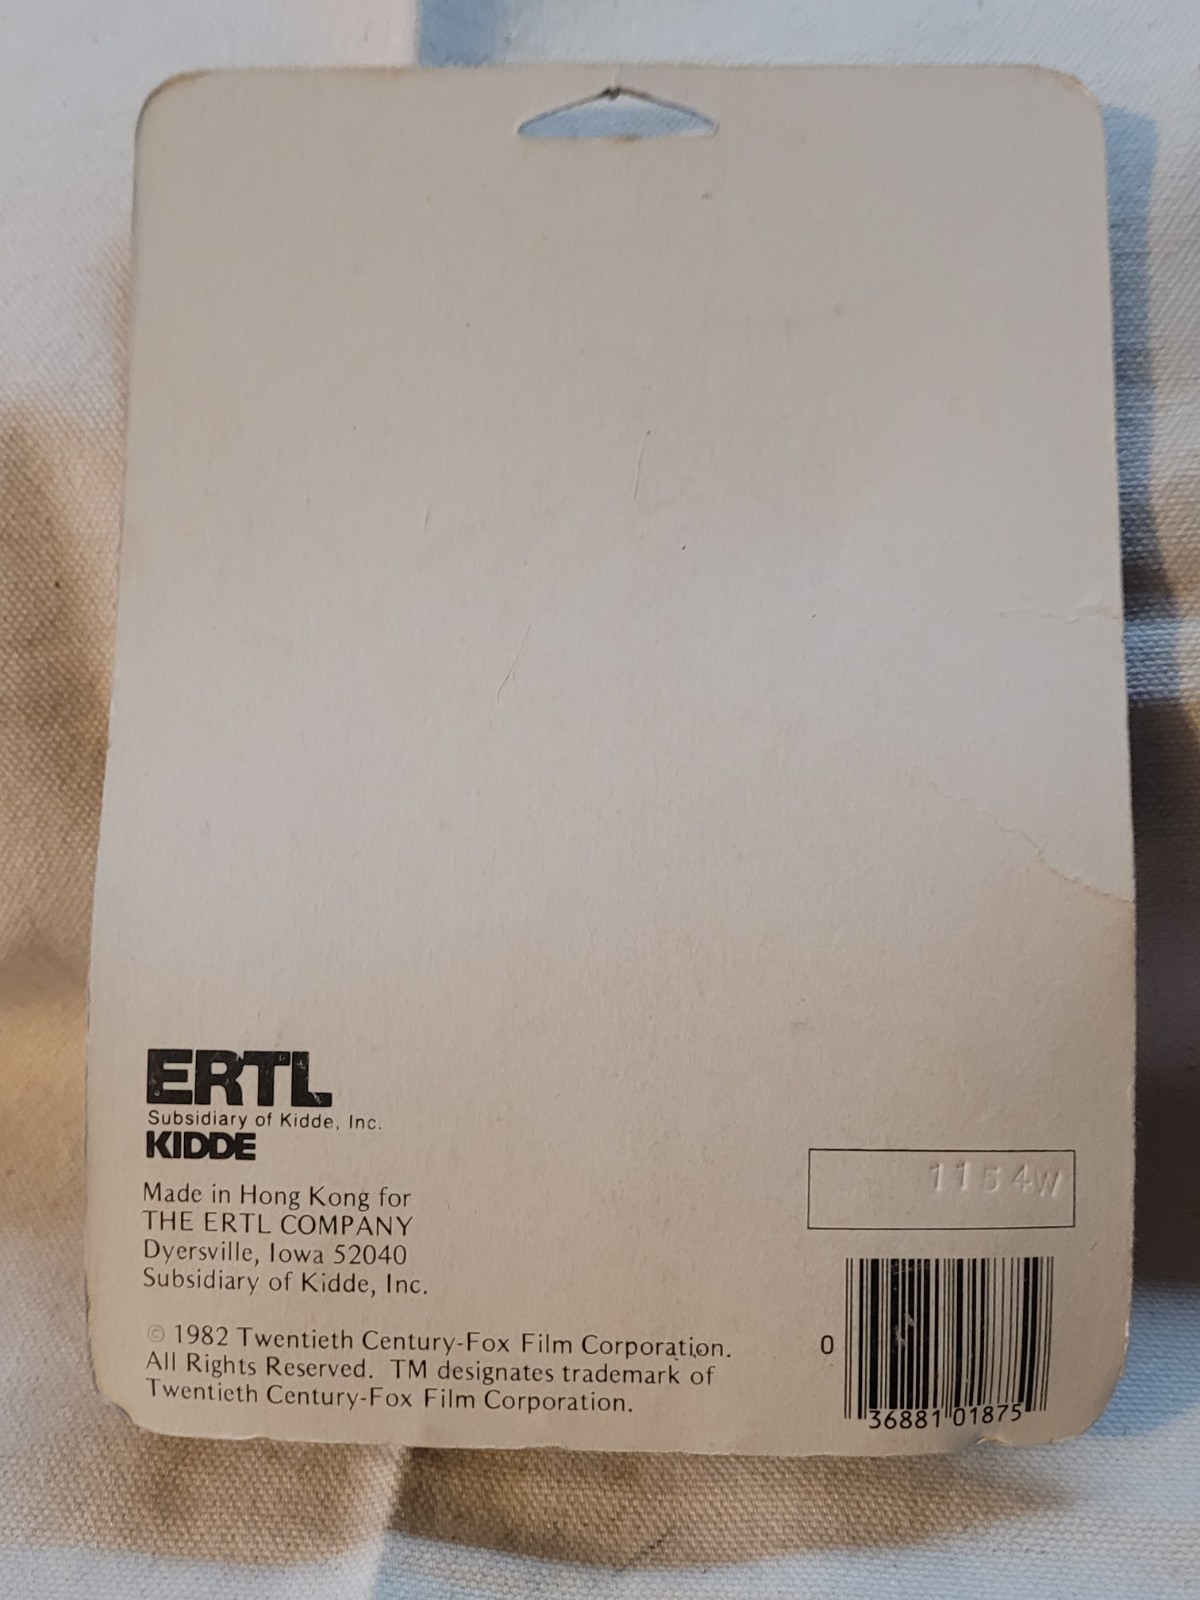 ERTL
Subsidiary of Kidde, Inc.
KIDDE
Made in Hong Kong for
THE ERTL COMPANY
Dyersville, Iowa 52040
Subsidiary of Kidde, Inc.
© 1982 Twentieth Century-Fox Film Corporation.
All Rights Reserved. TM designates trademark of
Twentieth Century-Fox Film Corporation.
1154W
0 36881 01875